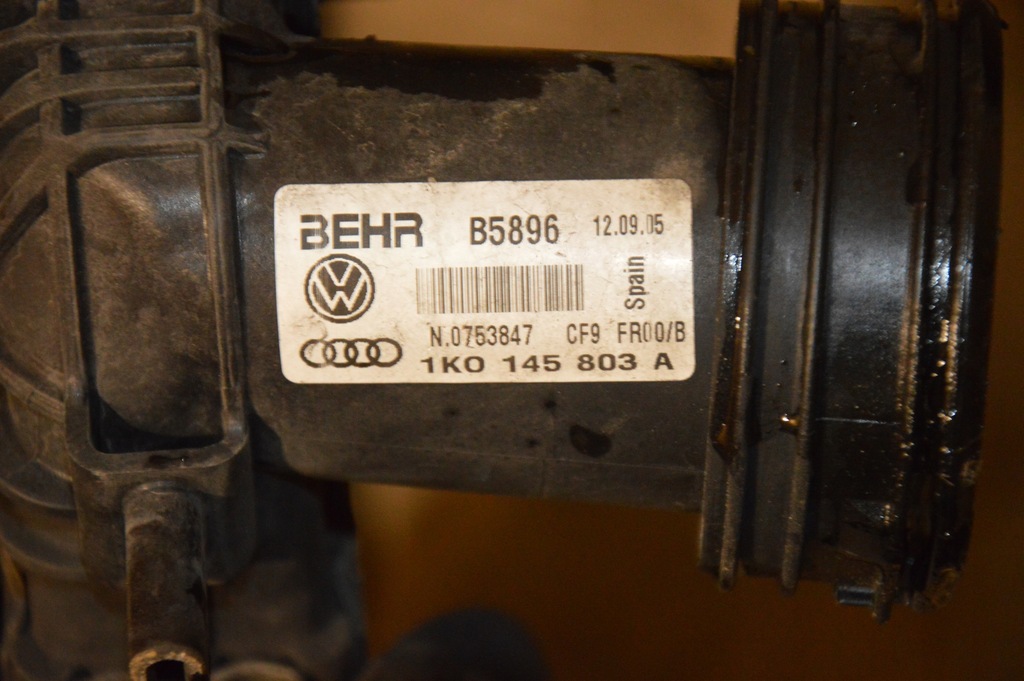 BEHR B5896 12.09.05
Spain
N.0753847 CF9 FR00/B
1K0 145 803 A